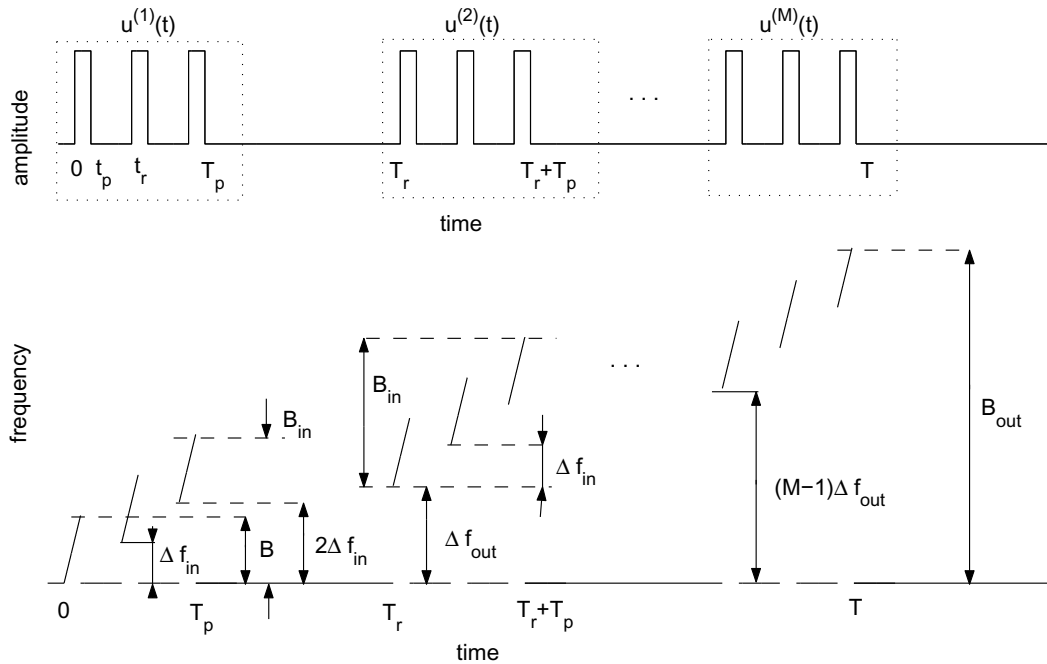 u^(1)(t) u^(2)(t) u^(M)(t)
amplitude
. . .
0 t_p t_r T_p T_r T_r+T_p T
time
frequency
B_in
B_in
Δ f_in
. . .
B_out
(M−1)Δ f_out
Δ f_in B 2Δ f_in Δ f_out
0 T_p T_r T_r+T_p T
time